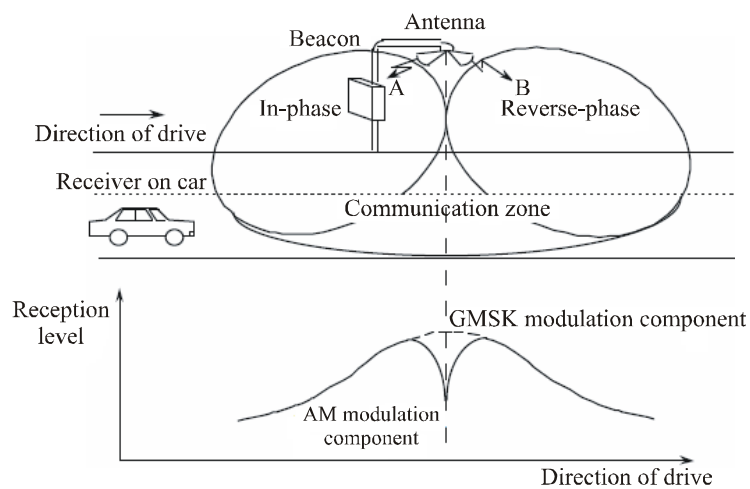 Antenna
Beacon
A
B
In-phase
Reverse-phase
Direction of drive
Receiver on car
Communication zone
Reception
level
GMSK modulation component
AM modulation
component
Direction of drive